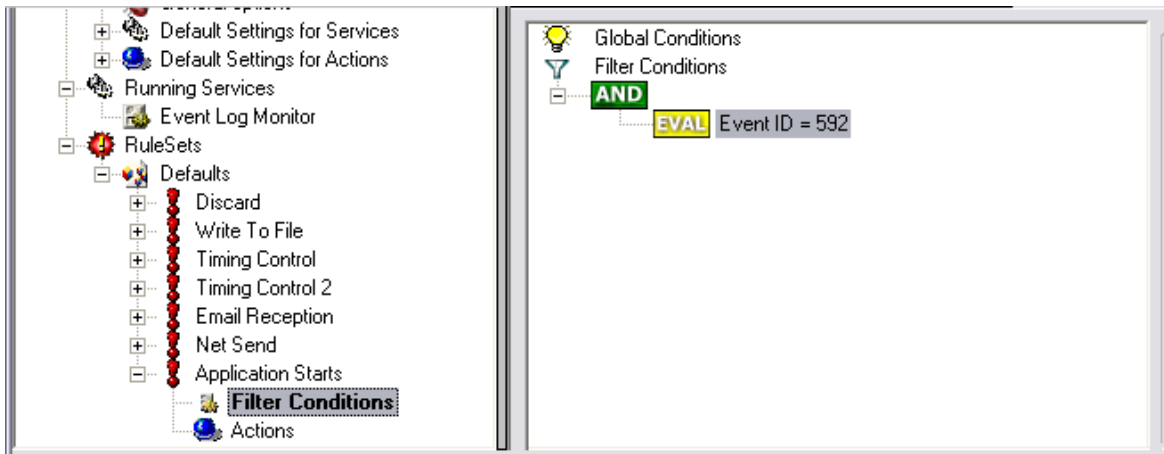 General Options
Default Settings for Services
Default Settings for Actions
Running Services
Event Log Monitor
RuleSets
Defaults
Discard
Write To File
Timing Control
Timing Control 2
Email Reception
Net Send
Application Starts
Filter Conditions
Actions
Global Conditions
Filter Conditions
AND
EVAL Event ID = 592